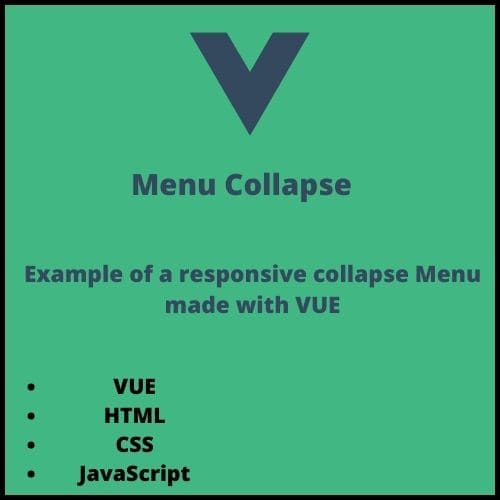 Menu Collapse
Example of a responsive collapse Menu
made with VUE
• VUE
• HTML
• CSS
• JavaScript